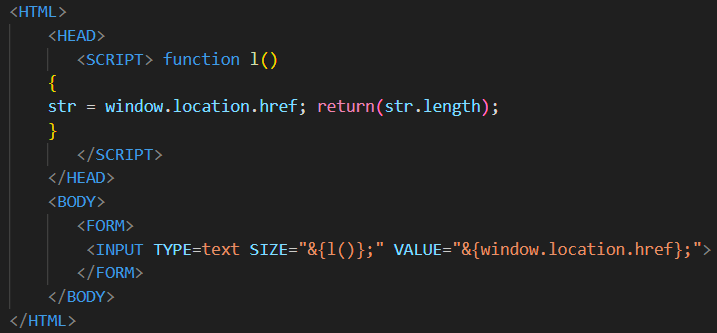 <HTML>
<HEAD>
<SCRIPT> function l()
{
str = window.location.href; return(str.length);
}
</SCRIPT>
</HEAD>
<BODY>
<FORM>
<INPUT TYPE=text SIZE="&{l()};" VALUE="&{window.location.href};">
</FORM>
</BODY>
</HTML>